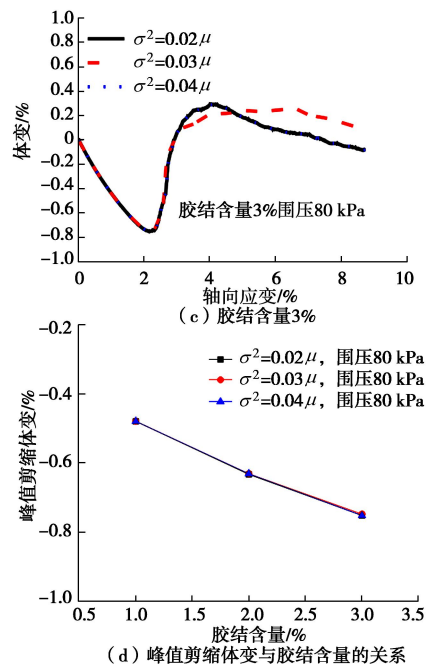 1.0
0.8
0.6
0.4
0.2
0
-0.2
-0.4
-0.6
-0.8
-1.0
体变/%
σ²=0.02μ
σ²=0.03μ
σ²=0.04μ
胶结含量3%围压80 kPa
0 2 4 6 8 10
轴向应变/%
（c）胶结含量3%
-0.2
-0.4
-0.6
-0.8
-1.0
峰值剪缩体变/%
σ²=0.02μ，围压80 kPa
σ²=0.03μ，围压80 kPa
σ²=0.04μ，围压80 kPa
0.5 1.0 1.5 2.0 2.5 3.0 3.5
胶结含量/%
（d）峰值剪缩体变与胶结含量的关系